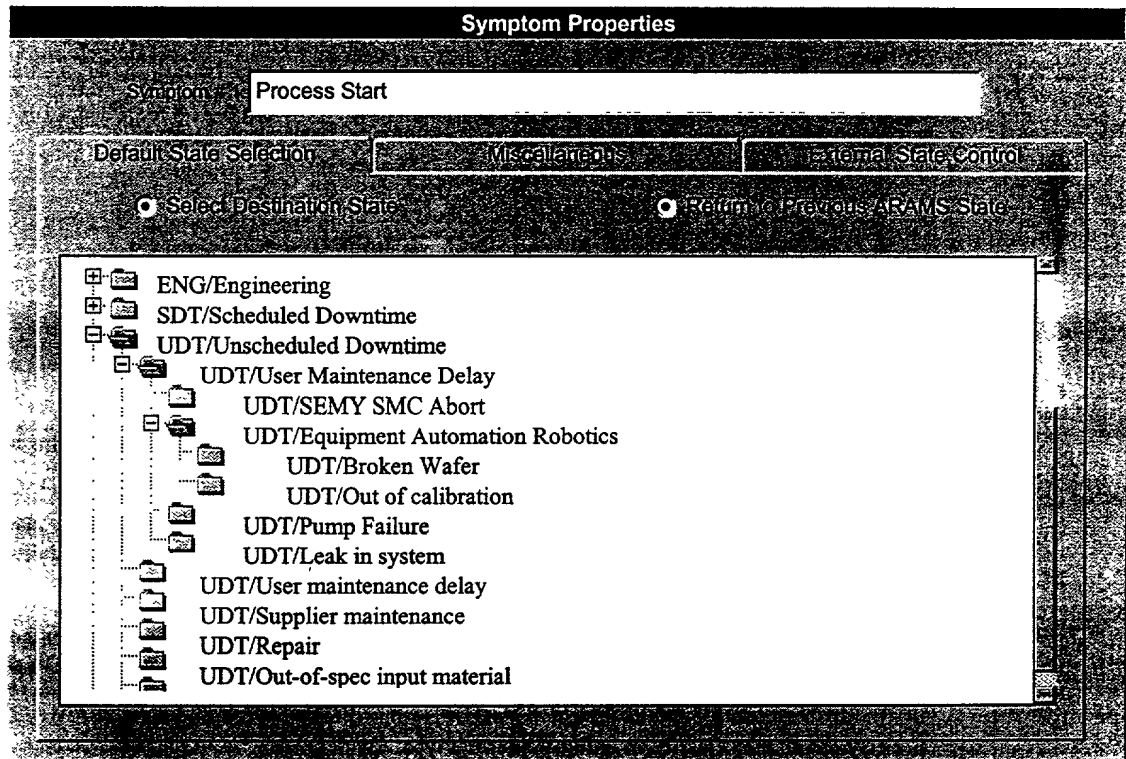 Symptom Properties
Symptom Process Start
Default State Selection Miscellaneous External State Control
Select Destination State Return to Previous ARAMS State
ENG/Engineering
SDT/Scheduled Downtime
UDT/Unscheduled Downtime
UDT/User Maintenance Delay
UDT/SEMY SMC Abort
UDT/Equipment Automation Robotics
UDT/Broken Wafer
UDT/Out of calibration
UDT/Pump Failure
UDT/Leak in system
UDT/User maintenance delay
UDT/Supplier maintenance
UDT/Repair
UDT/Out-of-spec input material